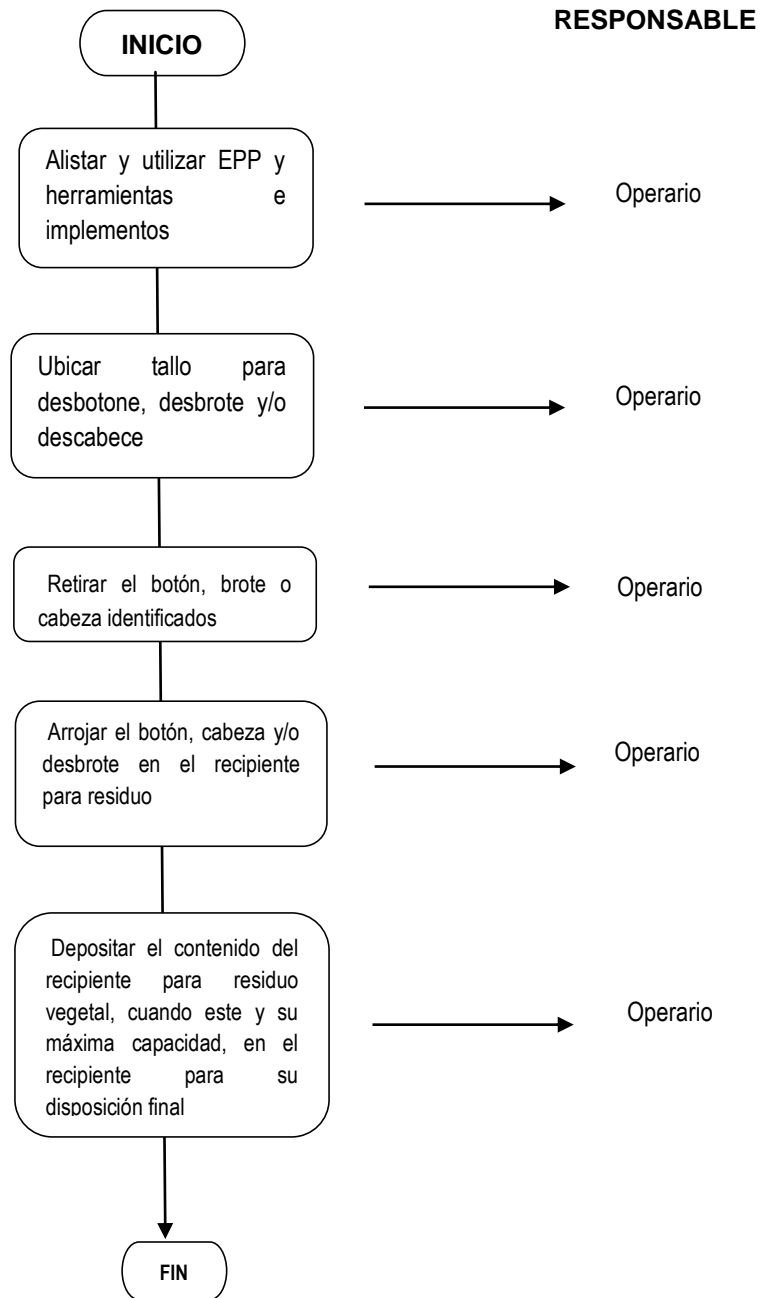 RESPONSABLE
INICIO
Alistar y utilizar EPP y
herramientas e
implementos
Operario
Ubicar tallo para
desbotone, desbrote y/o
descabece
Operario
Retirar el botón, brote o
cabeza identificados
Operario
Arrojar el botón, cabeza y/o
desbrote en el recipiente
para residuo
Operario
Depositar el contenido del
recipiente para residuo
vegetal, cuando este y su
máxima capacidad, en el
recipiente para su
disposición final
Operario
FIN